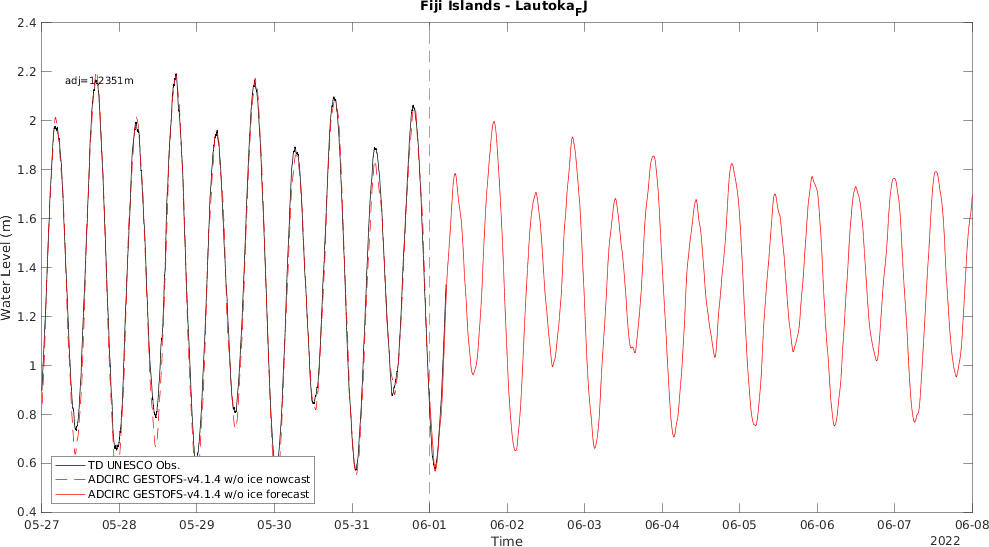 Fiji Islands - Lautoka_FJ
2.4
2.2
2
1.8
1.6
1.4
1.2
1
0.8
0.6
0.4
Water Level (m)
adj=1.2351m
TD UNESCO Obs.
ADCIRC GESTOFS-v4.1.4 w/o ice nowcast
ADCIRC GESTOFS-v4.1.4 w/o ice forecast
05-27 05-28 05-29 05-30 05-31 06-01 06-02 06-03 06-04 06-05 06-06 06-07 06-08
Time
2022